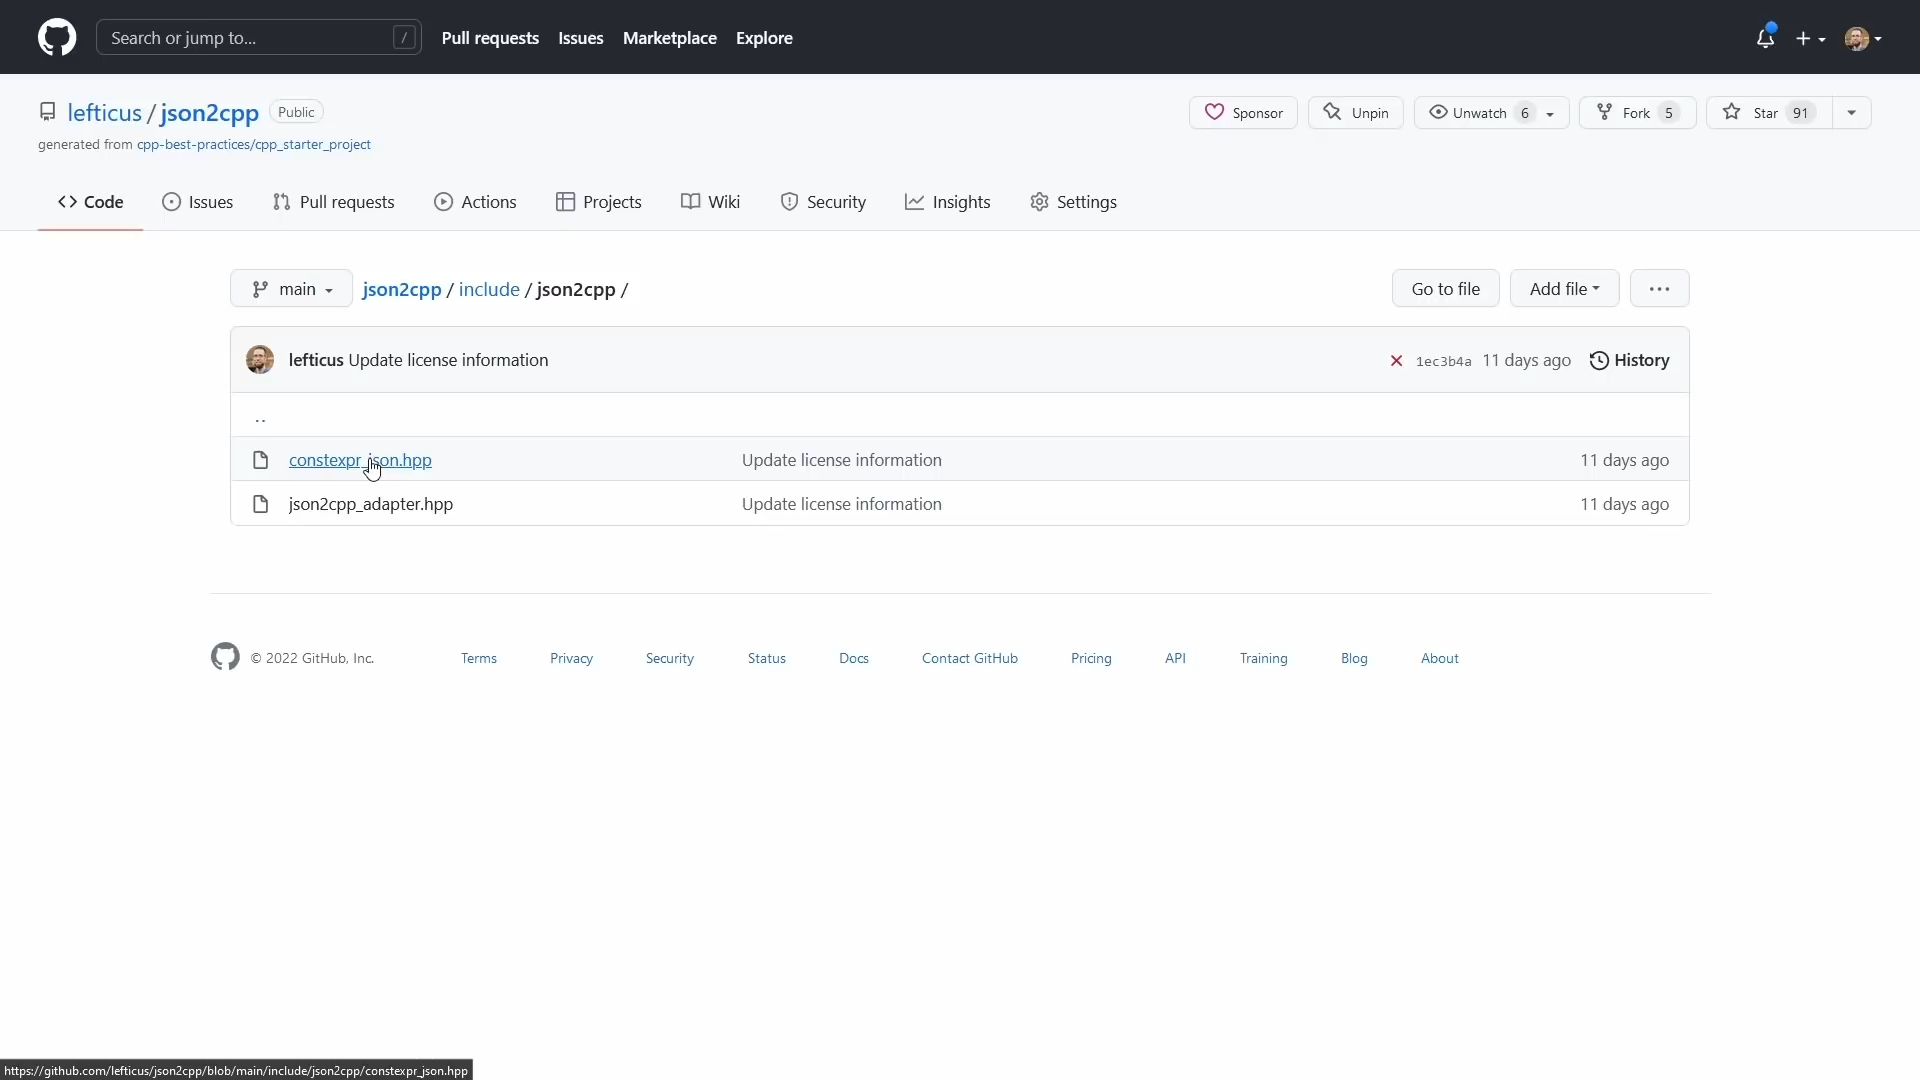 Search or jump to... /
Pull requests Issues Marketplace Explore
lefticus / json2cpp Public
Sponsor Unpin Unwatch 6 Fork 5 Star 91
generated from cpp-best-practices/cpp_starter_project
Code Issues Pull requests Actions Projects Wiki Security Insights Settings
main json2cpp / include / json2cpp / Go to file Add file ...
lefticus Update license information 1ec3b4a 11 days ago History
..
constexpr_json.hpp Update license information 11 days ago
json2cpp_adapter.hpp Update license information 11 days ago
© 2022 GitHub, Inc. Terms Privacy Security Status Docs Contact GitHub Pricing API Training Blog About
https://github.com/lefticus/json2cpp/blob/main/include/json2cpp/constexpr_json.hpp